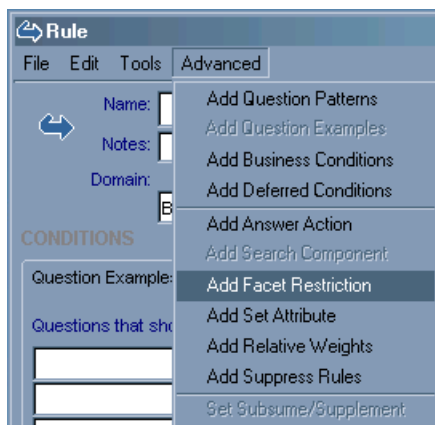 Rule
File Edit Tools Advanced
Name:
Notes:
Domain:
B
CONDITIONS
Question Example
Questions that sho
Add Question Patterns
Add Question Examples
Add Business Conditions
Add Deferred Conditions
Add Answer Action
Add Search Component
Add Facet Restriction
Add Set Attribute
Add Relative Weights
Add Suppress Rules
Set Subsume/Supplement